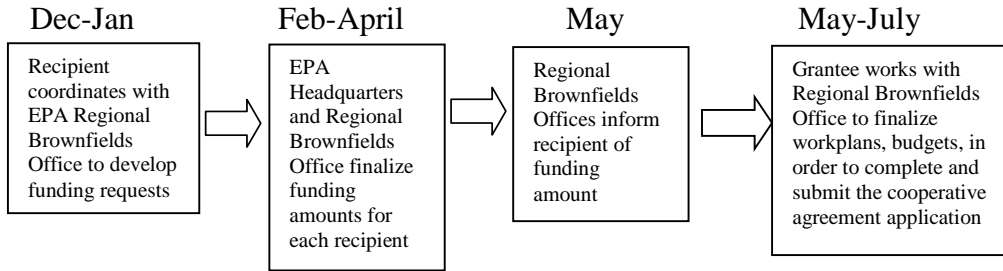 Dec-Jan
Recipient
coordinates with
EPA Regional
Brownfields
Office to develop
funding requests
Feb-April
EPA
Headquarters
and Regional
Brownfields
Office finalize
funding
amounts for
each recipient
May
Regional
Brownfields
Offices inform
recipient of
funding
amount
May-July
Grantee works with
Regional Brownfields
Office to finalize
workplans, budgets, in
order to complete and
submit the cooperative
agreement application